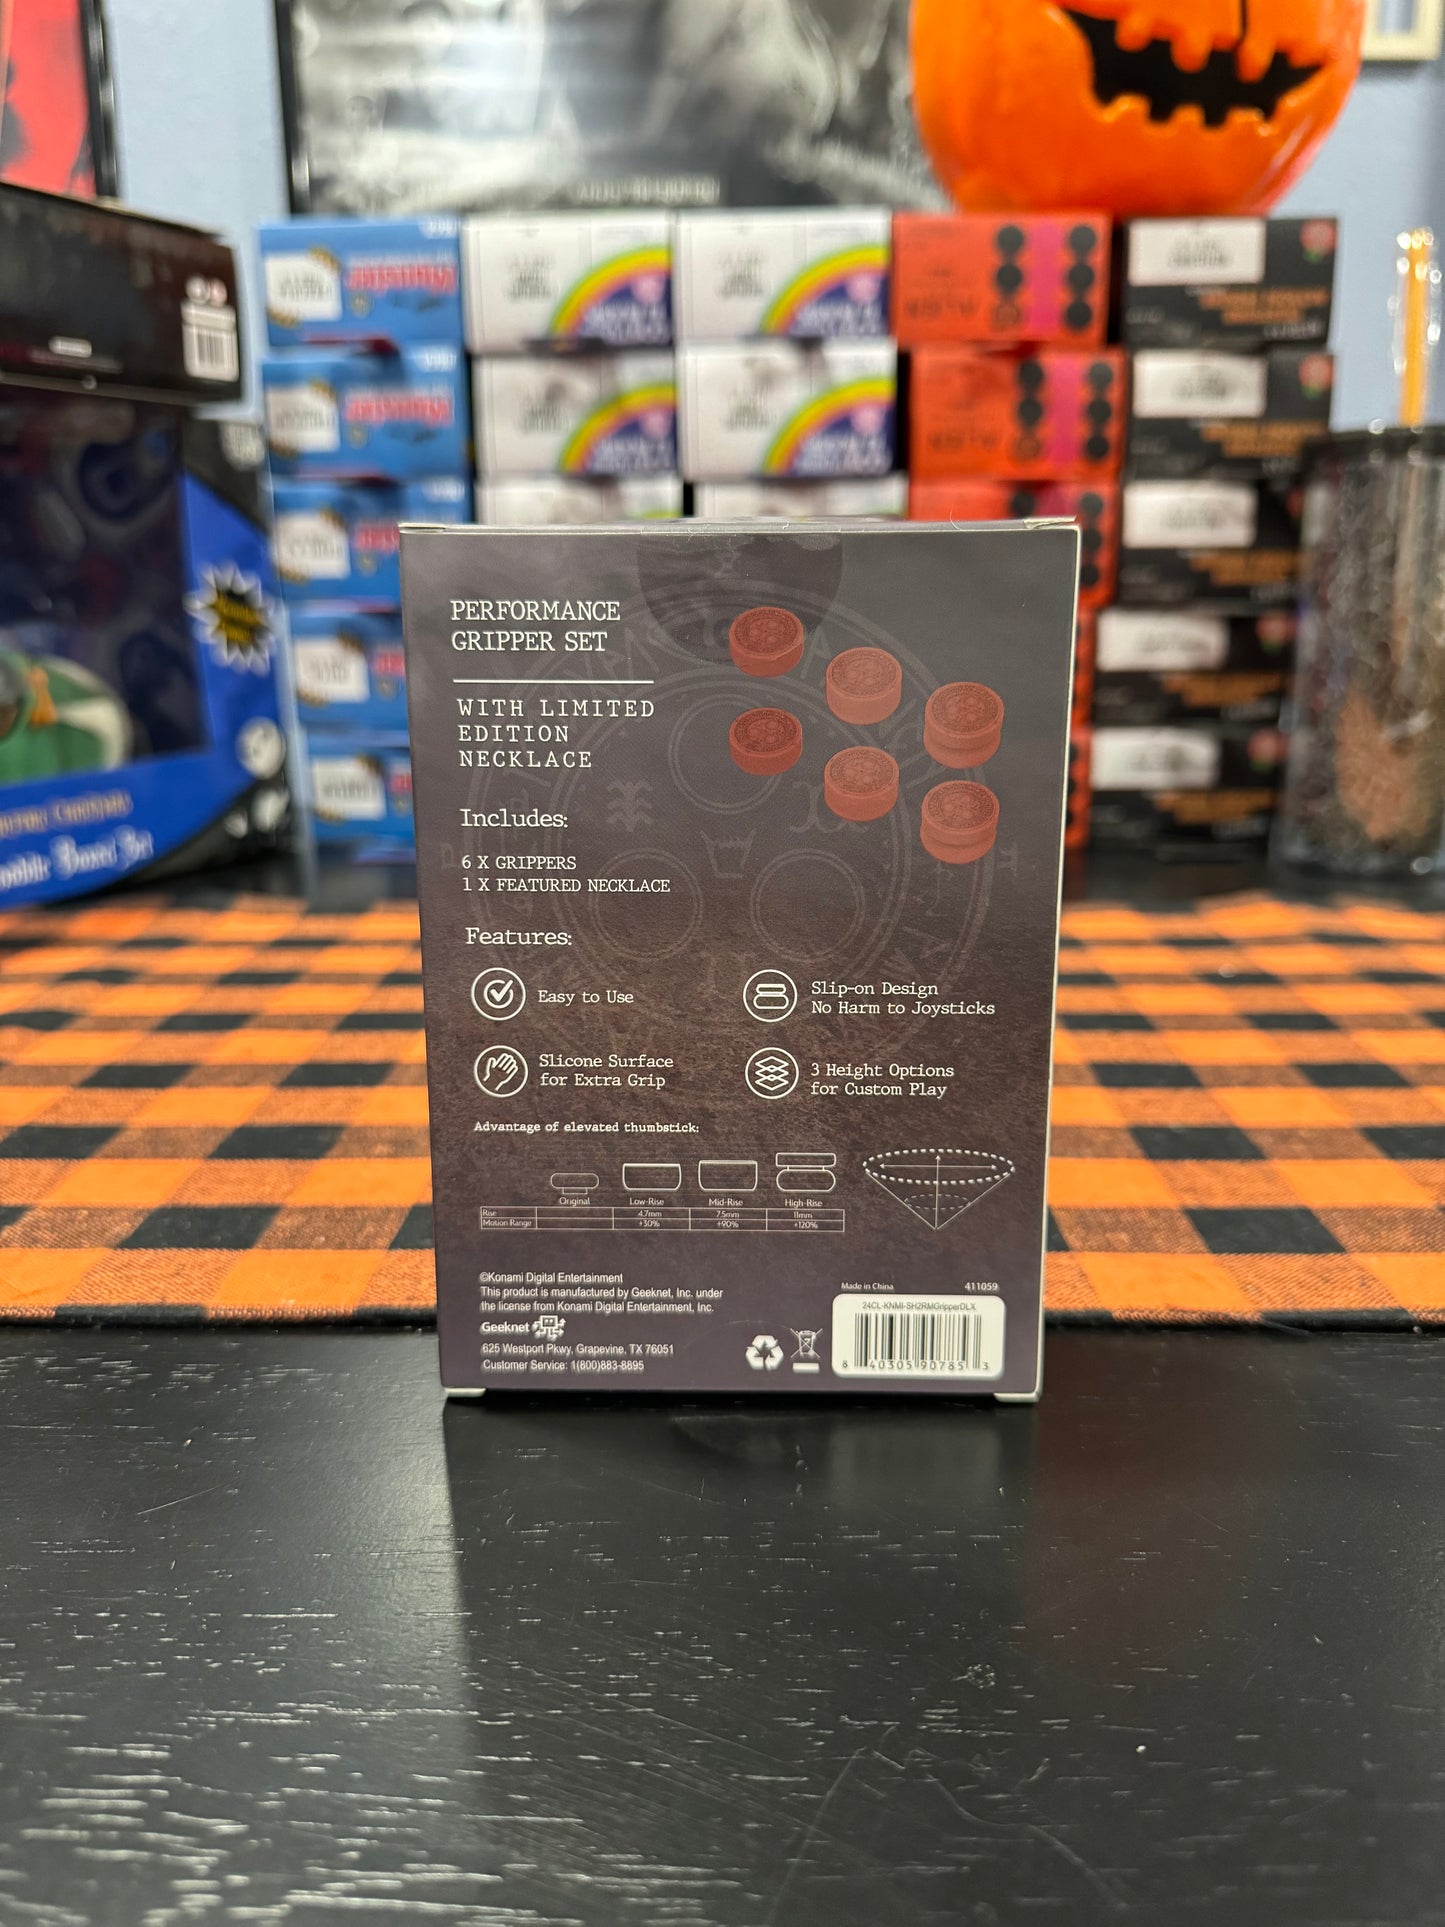 PERFORMANCE
GRIPPER SET
WITH LIMITED
EDITION
NECKLACE
Includes:
6 X GRIPPERS
1 X FEATURED NECKLACE
Features:
Easy to Use
Slip-on Design
No Harm to Joysticks
Slicone Surface
for Extra Grip
3 Height Options
for Custom Play
Advantage of elevated thumbstick:
Original Low-Rise Mid-Rise High-Rise
Rise 4.7mm 7.5mm 11mm
Motion Range +30% +90% +120%
©Konami Digital Entertainment
This product is manufactured by Geeknet, Inc. under
the license from Konami Digital Entertainment, Inc.
Geeknet
625 Westport Pkwy, Grapevine, TX 76051
Customer Service: 1(800)883-8895
Made in China 411059
24CL-KNMI-SH2RMGripperDLX
8 40305 90785 3